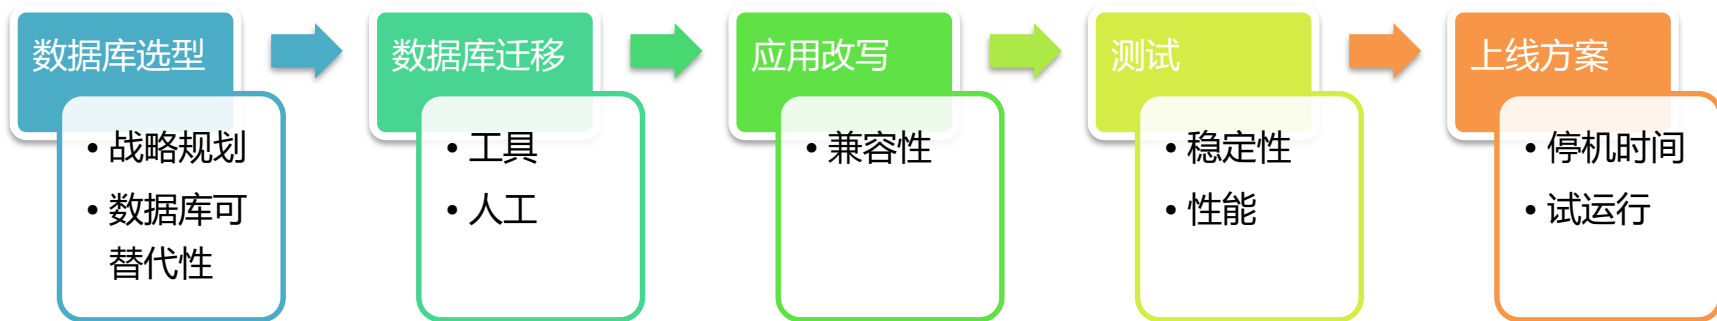 数据库选型
• 战略规划
• 数据库可
替代性
数据库迁移
• 工具
• 人工
应用改写
• 兼容性
测试
• 稳定性
• 性能
上线方案
• 停机时间
• 试运行